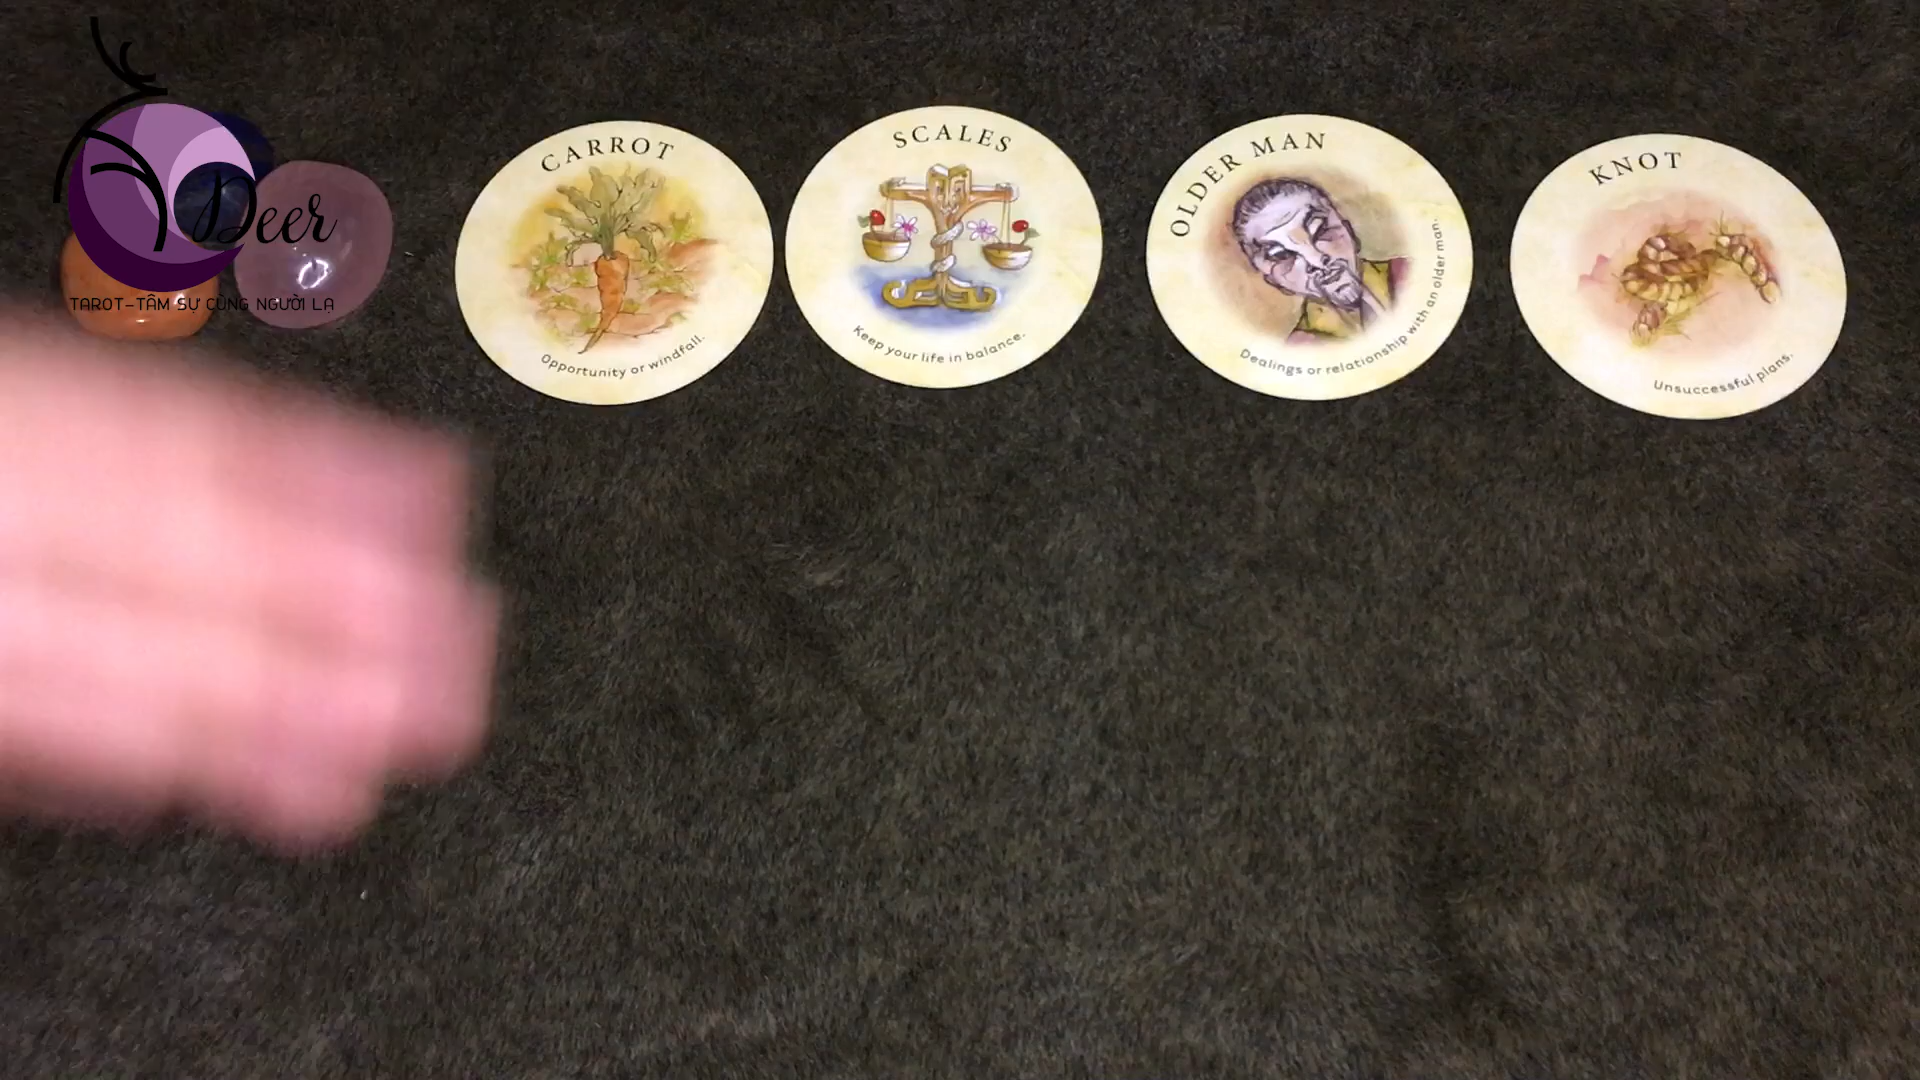 Deer
TAROT-TÂM SỰ CÙNG NGƯỜI LẠ
CARROT
Opportunity or windfall.
SCALES
Keep your life in balance.
OLDER MAN
Dealings or relationship with an older man.
KNOT
Unsuccessful plans.